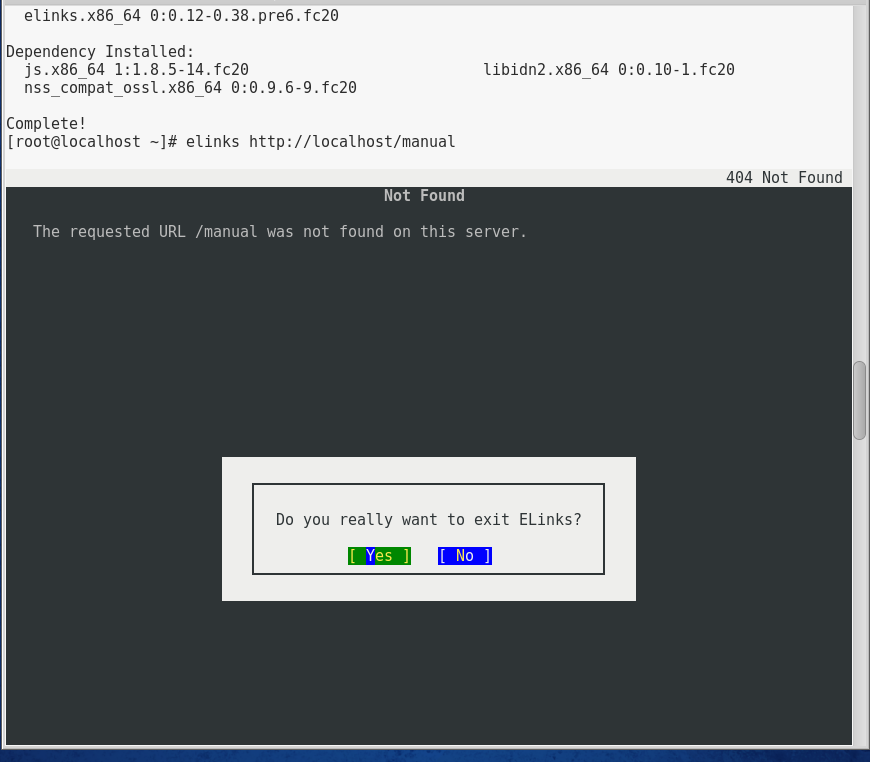 elinks.x86_64 0:0.12-0.38.pre6.fc20
Dependency Installed:
js.x86_64 1:1.8.5-14.fc20 libidn2.x86_64 0:0.10-1.fc20
nss_compat_ossl.x86_64 0:0.9.6-9.fc20
Complete!
[root@localhost ~]# elinks http://localhost/manual
404 Not Found
Not Found
The requested URL /manual was not found on this server.
Do you really want to exit ELinks?
[ Yes ] [ No ]